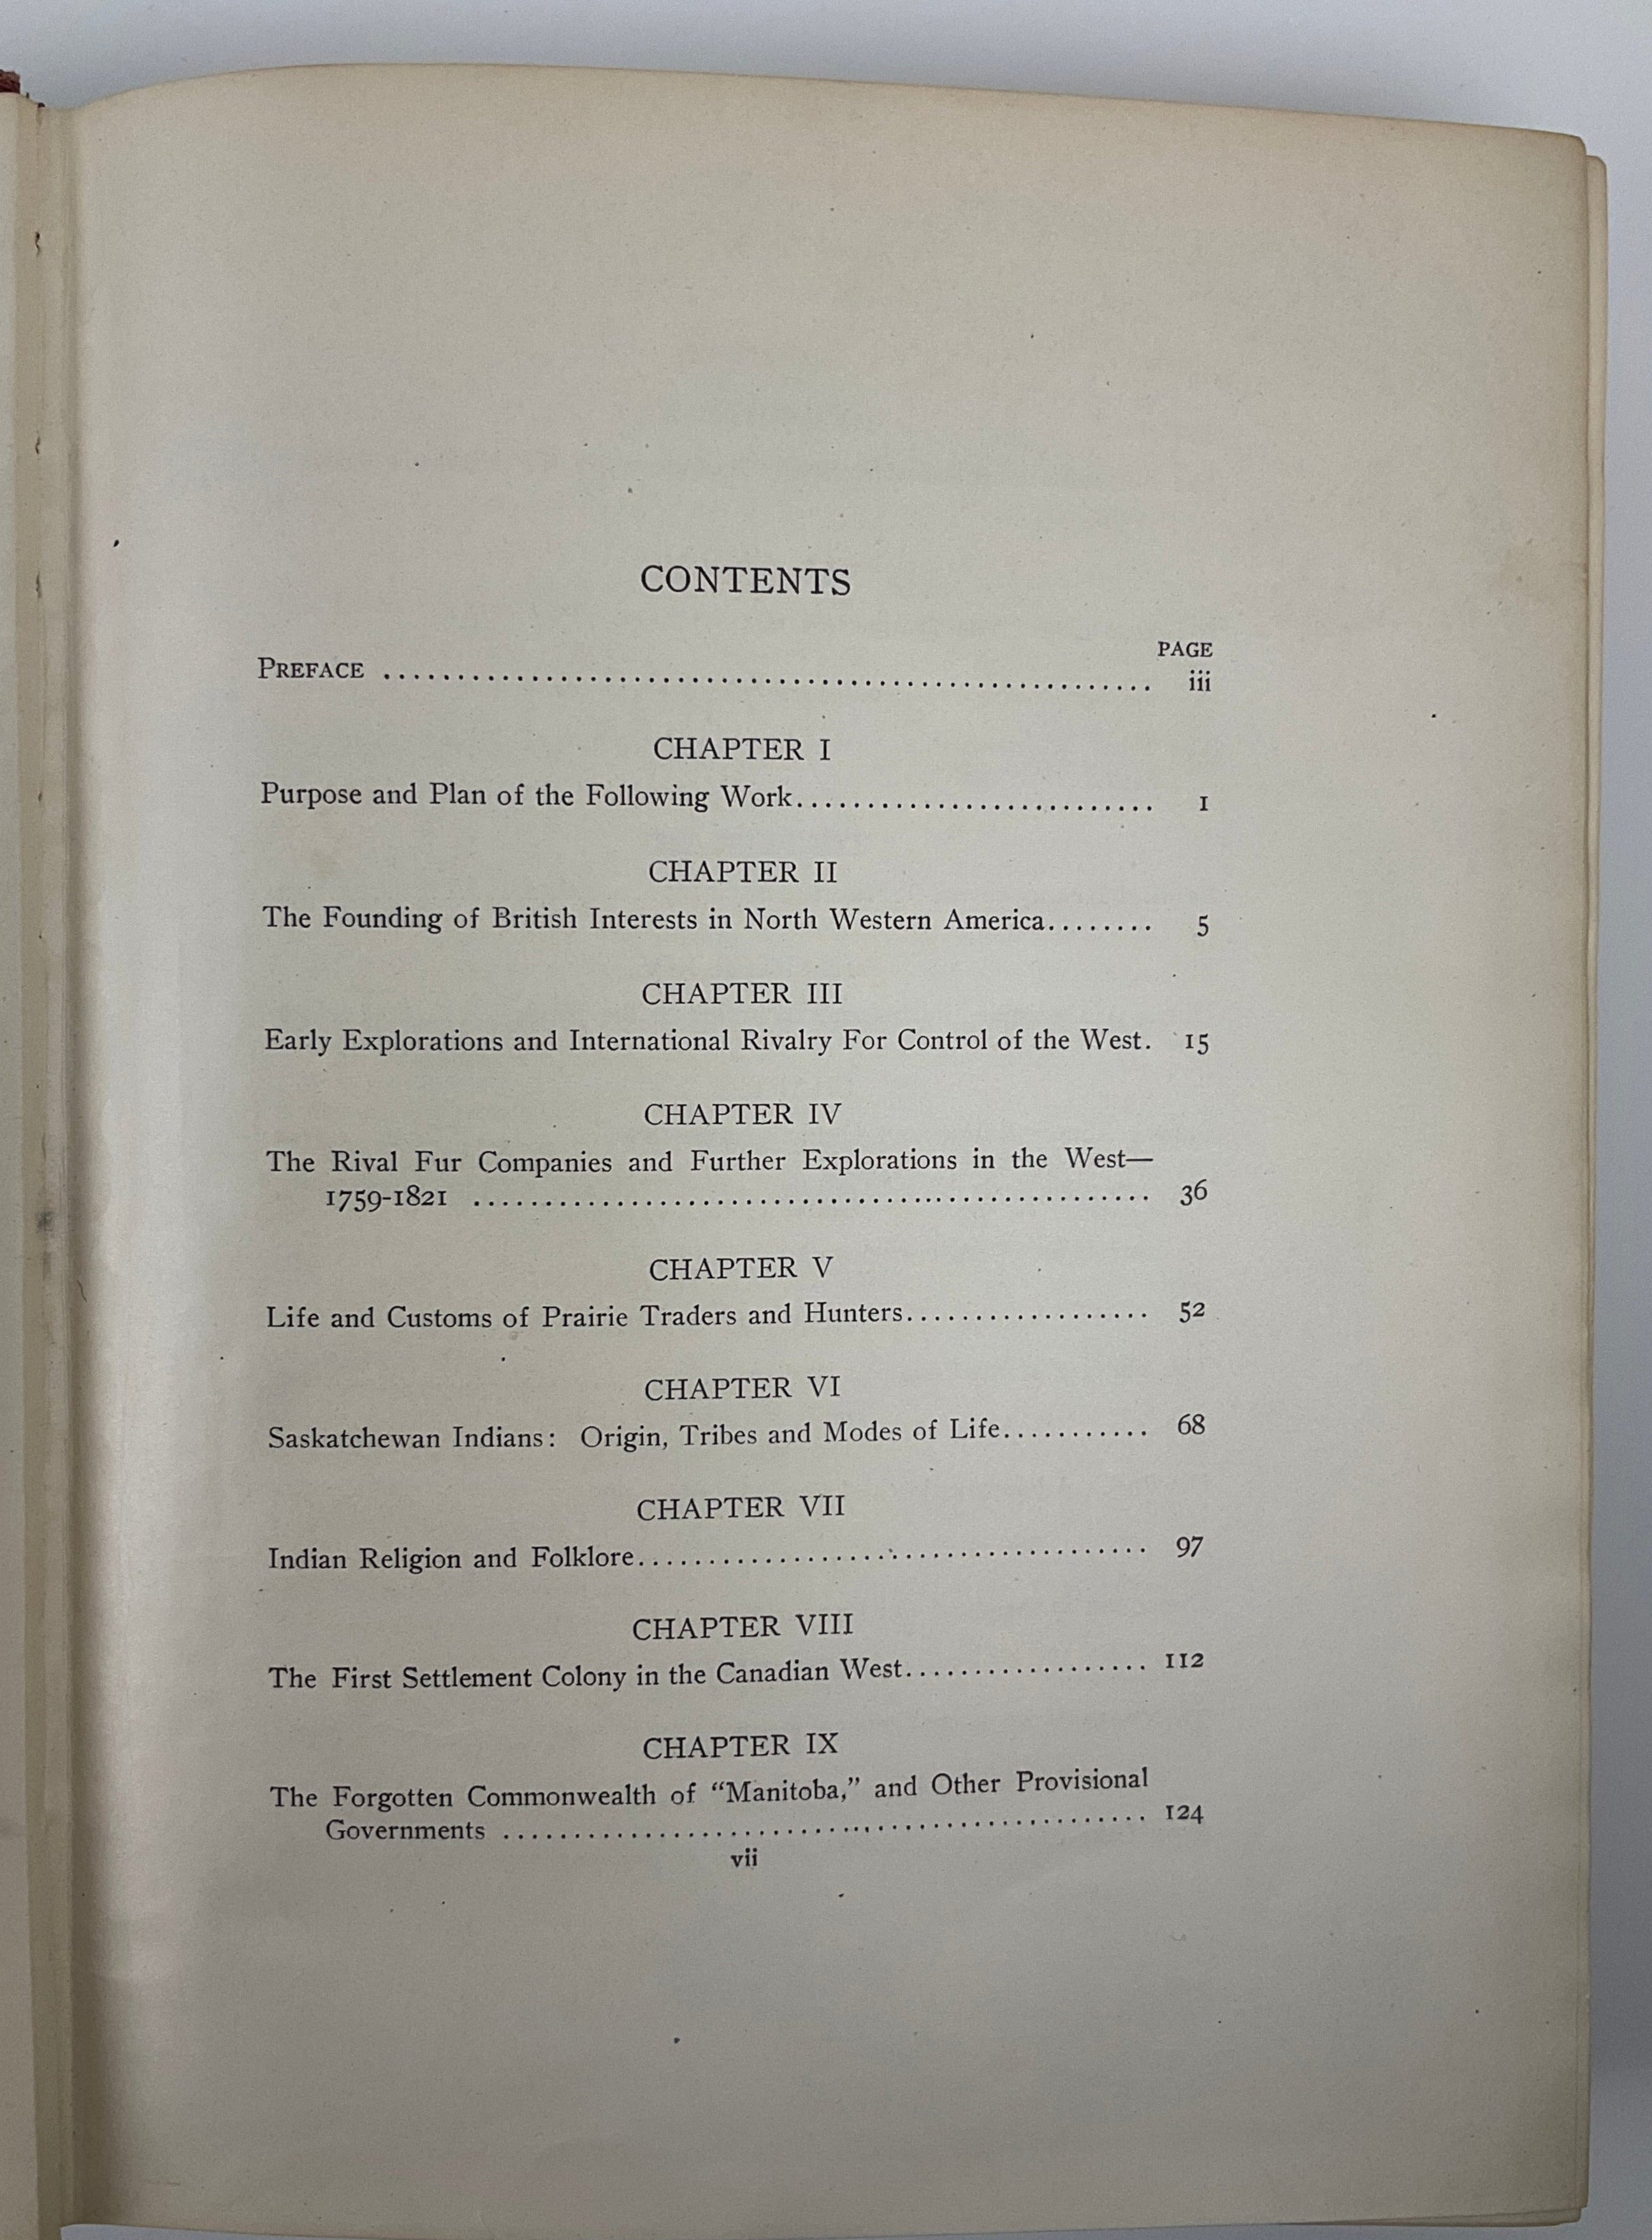 CONTENTS
PAGE
PREFACE ..................................................... iii
CHAPTER I
Purpose and Plan of the Following Work......................... 1
CHAPTER II
The Founding of British Interests in North Western America........ 5
CHAPTER III
Early Explorations and International Rivalry For Control of the West. 15
CHAPTER IV
The Rival Fur Companies and Further Explorations in the West—
1759-1821 ............................................... 36
CHAPTER V
Life and Customs of Prairie Traders and Hunters................. 52
CHAPTER VI
Saskatchewan Indians: Origin, Tribes and Modes of Life........... 68
CHAPTER VII
Indian Religion and Folklore.................................... 97
CHAPTER VIII
The First Settlement Colony in the Canadian West................. 112
CHAPTER IX
The Forgotten Commonwealth of “Manitoba,” and Other Provisional
Governments ............................................. 124
vii